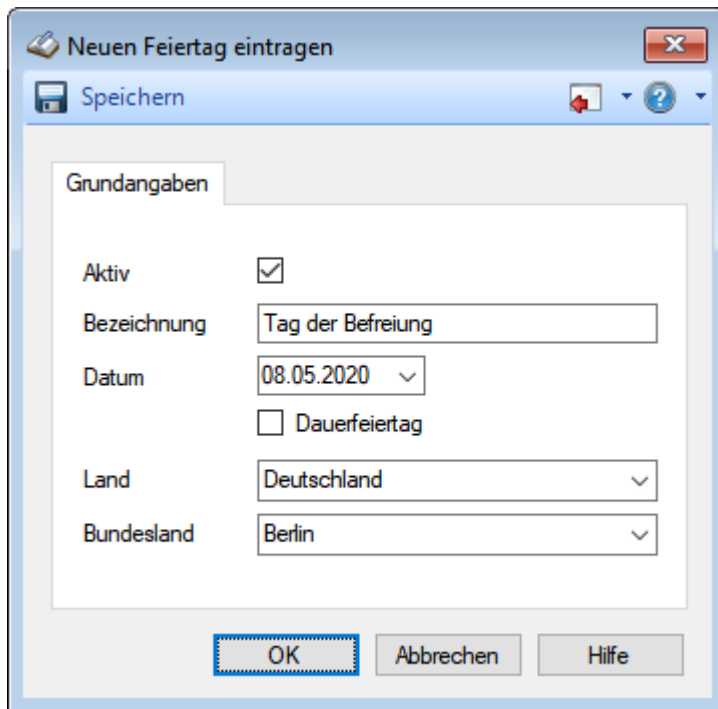 Neuen Feiertag eintragen
Speichern
Grundangaben
Aktiv
Bezeichnung Tag der Befreiung
Datum 08.05.2020
Dauerfeiertag
Land Deutschland
Bundesland Berlin
OK Abbrechen Hilfe